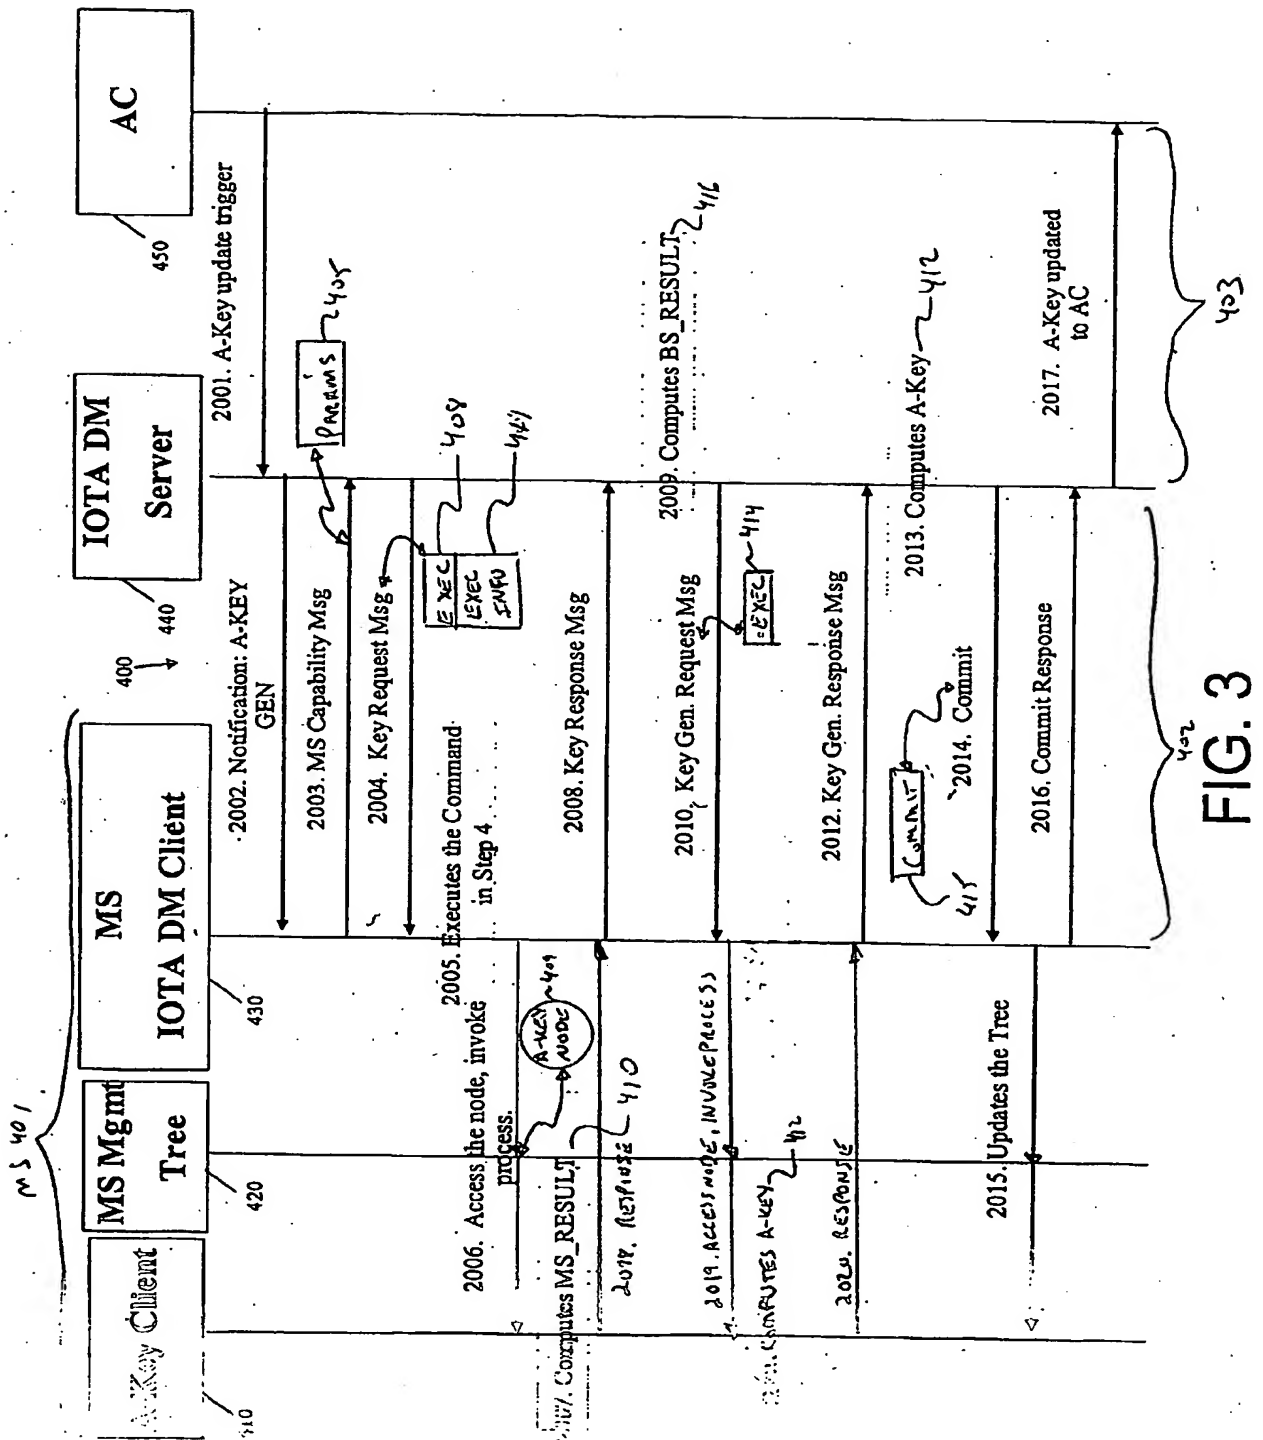 MS 401
400
A-Key Client
MS Mgmt
Tree
420
MS
IOTA DM Client
430
IOTA DM
Server
440
AC
450
2001. A-Key update trigger
2002. Notification: A-KEY
GEN
2003. MS Capability Msg
PARAMS
405
2004. Key Request Msg
EXEC
EXEC
INFO
408
2005. Executes the Command
in Step 4
2006. Access the node, invoke
process.
A-KEY
NODE
409
Computes MS_RESULT
410
RESPONSE
2008. Key Response Msg
2009. Computes BS_RESULT
416
2010. Key Gen. Request Msg
EXEC
414
2019. ACCESS NODE, INVOKE PROCESS
COMPUTES A-KEY
412
2020. RESPONSE
2012. Key Gen. Response Msg
2013. Computes A-Key
412
COMMIT
415
2014. Commit
2015. Updates the Tree
2016. Commit Response
2017. A-Key updated
to AC
402
403
FIG. 3